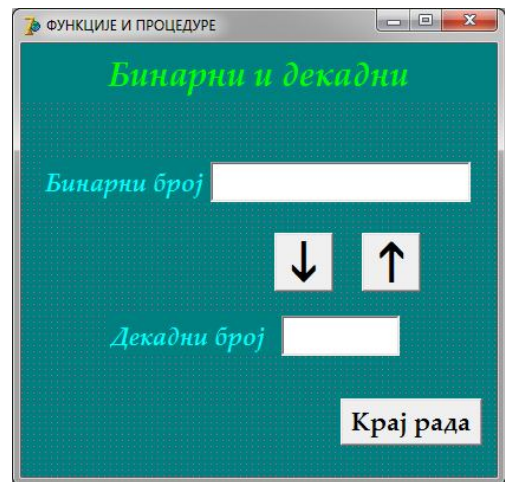 ФУНКЦИЈЕ И ПРОЦЕДУРЕ
Бинарни и декадни
Бинарни број
↓ ↑
Декадни број
Крај рада